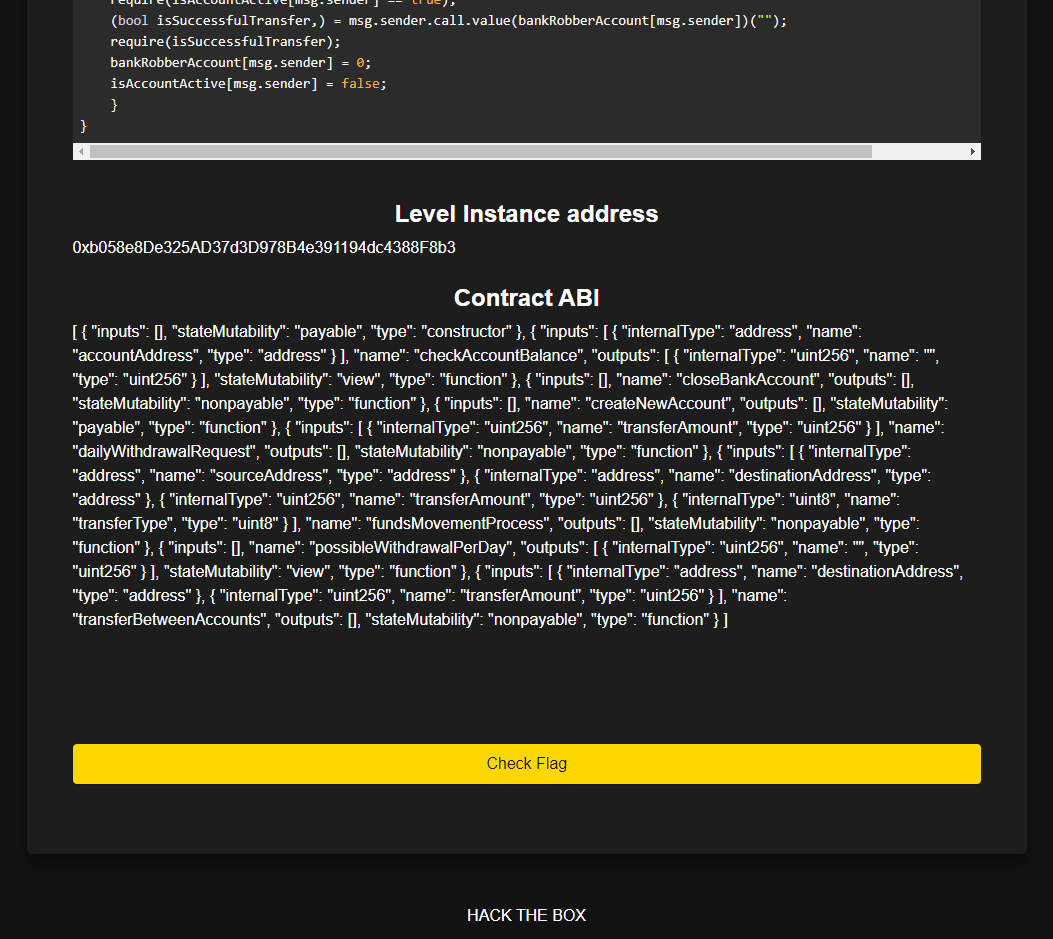 require(isAccountActive[msg.sender] == true);
(bool isSuccessfulTransfer,) = msg.sender.call.value(bankRobberAccount[msg.sender])("");
require(isSuccessfulTransfer);
bankRobberAccount[msg.sender] = 0;
isAccountActive[msg.sender] = false;
}
}
Level Instance address
0xb058e8De325AD37d3D978B4e391194dc4388F8b3
Contract ABI
[ { "inputs": [], "stateMutability": "payable", "type": "constructor" }, { "inputs": [ { "internalType": "address", "name":
"accountAddress", "type": "address" } ], "name": "checkAccountBalance", "outputs": [ { "internalType": "uint256", "name": "",
"type": "uint256" } ], "stateMutability": "view", "type": "function" }, { "inputs": [], "name": "closeBankAccount", "outputs": [],
"stateMutability": "nonpayable", "type": "function" }, { "inputs": [], "name": "createNewAccount", "outputs": [], "stateMutability":
"payable", "type": "function" }, { "inputs": [ { "internalType": "uint256", "name": "transferAmount", "type": "uint256" } ], "name":
"dailyWithdrawalRequest", "outputs": [], "stateMutability": "nonpayable", "type": "function" }, { "inputs": [ { "internalType":
"address", "name": "sourceAddress", "type": "address" }, { "internalType": "address", "name": "destinationAddress", "type":
"address" }, { "internalType": "uint256", "name": "transferAmount", "type": "uint256" }, { "internalType": "uint8", "name":
"transferType", "type": "uint8" } ], "name": "fundsMovementProcess", "outputs": [], "stateMutability": "nonpayable", "type":
"function" }, { "inputs": [], "name": "possibleWithdrawalPerDay", "outputs": [ { "internalType": "uint256", "name": "", "type":
"uint256" } ], "stateMutability": "view", "type": "function" }, { "inputs": [ { "internalType": "address", "name": "destinationAddress",
"type": "address" }, { "internalType": "uint256", "name": "transferAmount", "type": "uint256" } ], "name":
"transferBetweenAccounts", "outputs": [], "stateMutability": "nonpayable", "type": "function" } ]
Check Flag
HACK THE BOX